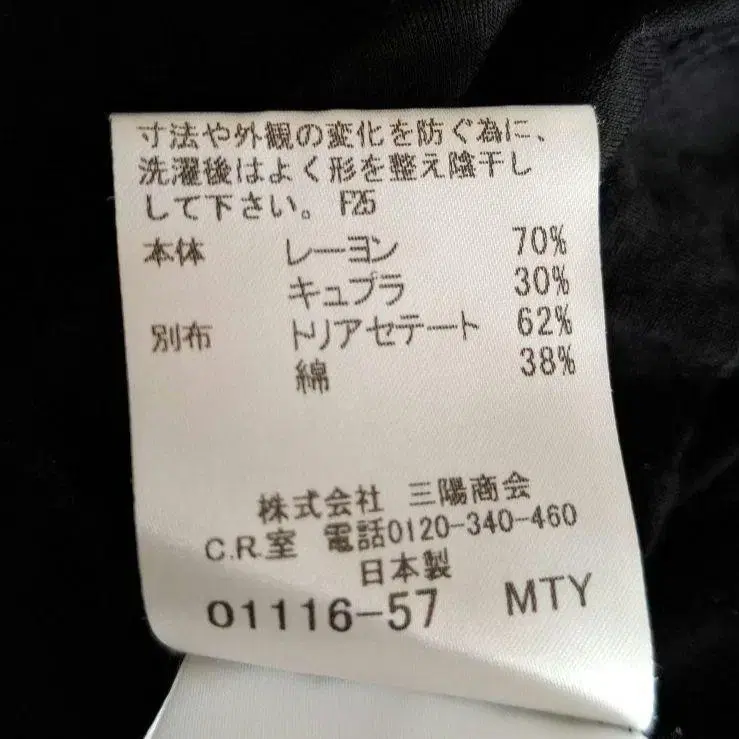 寸法や外観の変化を防ぐ為に、
洗濯後はよく形を整え陰干し
して下さい。 F25
本体 レーヨン 70%
キュプラ 30%
別布 トリアセテート 62%
綿 38%
株式会社 三陽商会
C.R.室 電話0120-340-460
日本製
01116-57 MTY